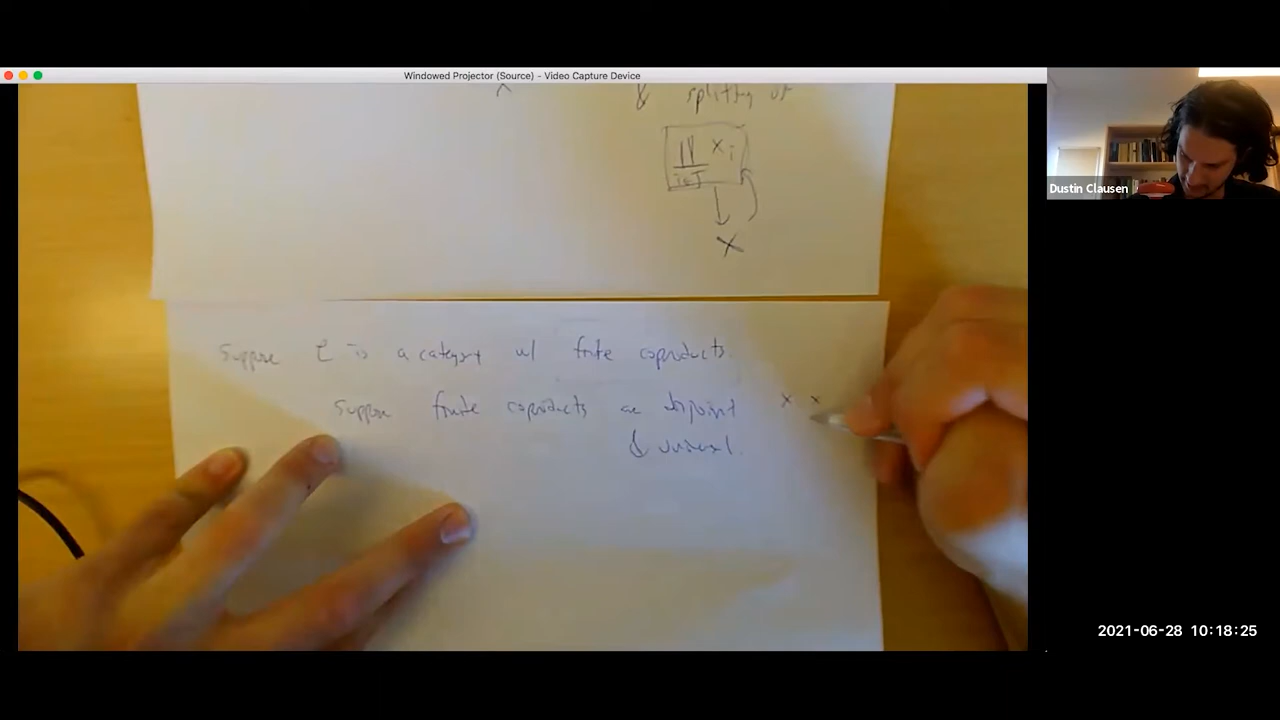 Windowed Projector (Source) - Video Capture Device
& splitting of
∐ X_i
i∈I
X
Dustin Clausen
Suppose C is a category w/ finite coproducts.
Suppose finite coproducts are disjoint X X
& universal.
2021-06-28 10:18:25